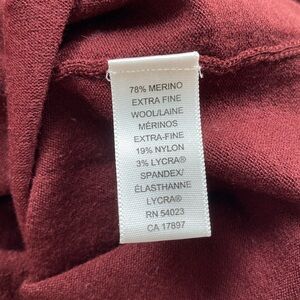 78% MERINO
EXTRA FINE
WOOL/LAINE
MÉRINOS
EXTRA-FINE
19% NYLON
3% LYCRA®
SPANDEX/
ÉLASTHANNE
LYCRA®
RN 54023
CA 17897